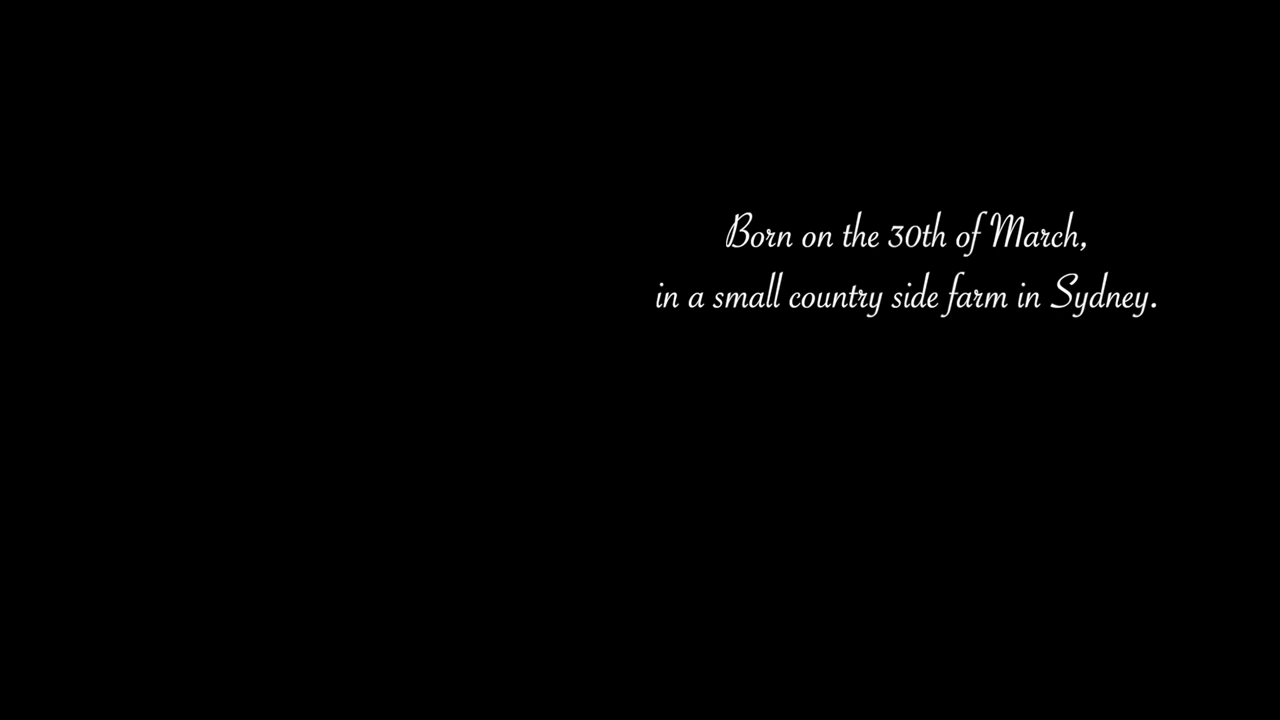 Born on the 30th of March,
in a small country side farm in Sydney.